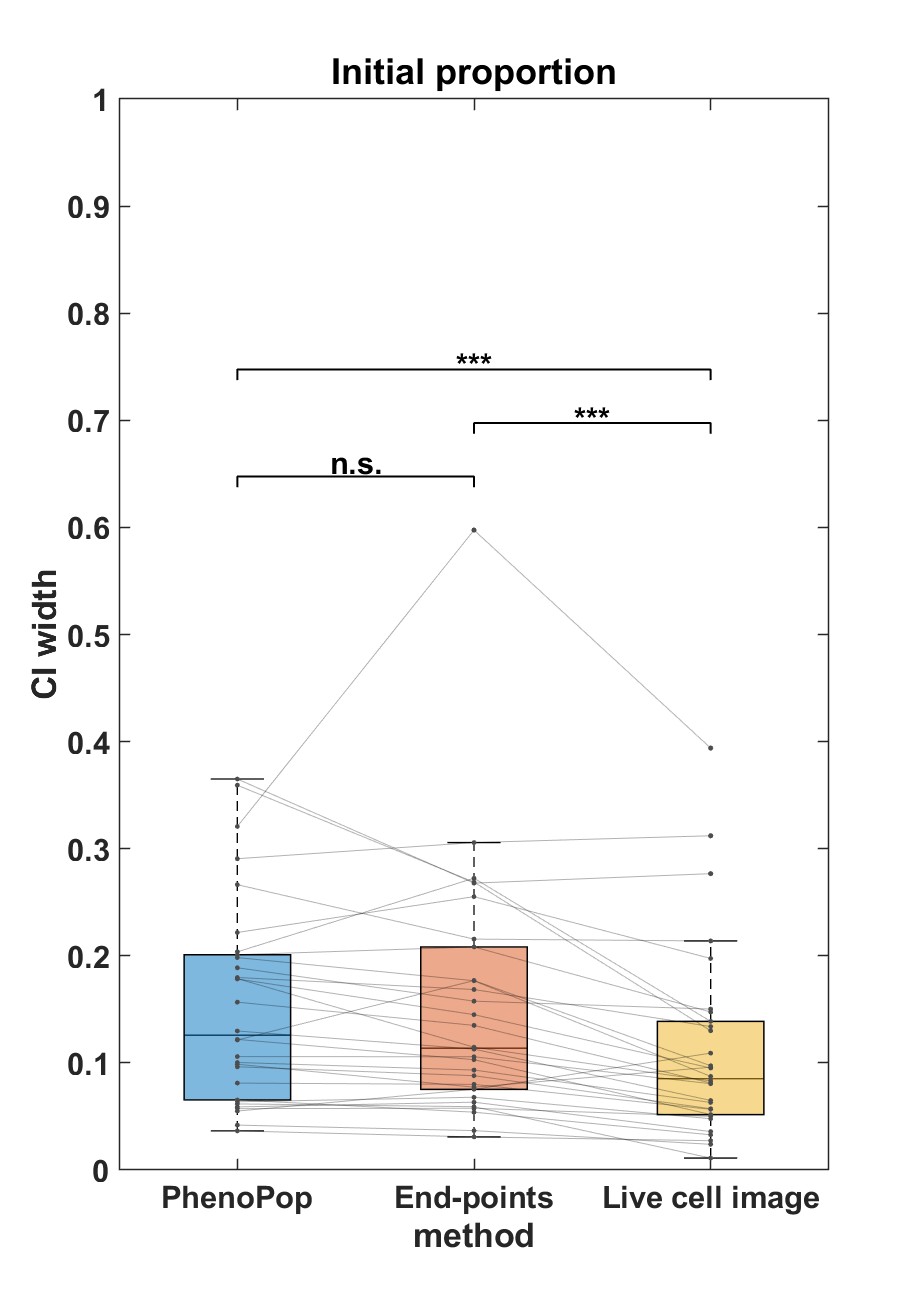 Initial proportion
1
0.9
0.8
0.7
0.6
0.5
0.4
0.3
0.2
0.1
0
CI width
***
***
n.s.
PhenoPop End-points Live cell image
method